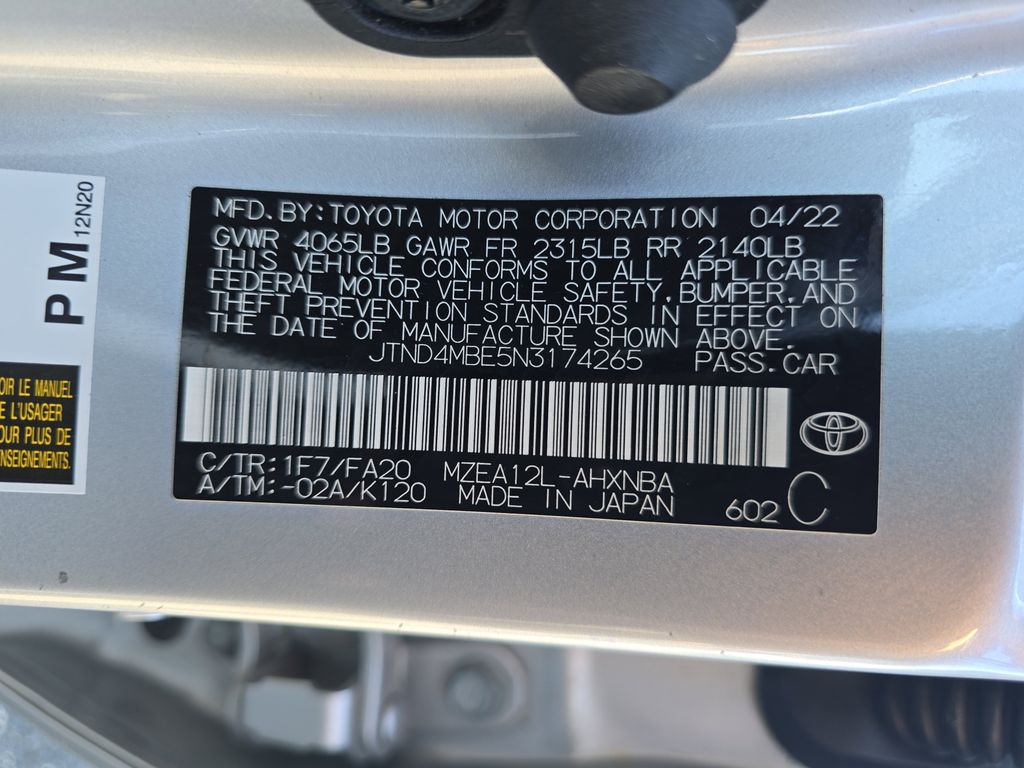 PM 12N20
OIR LE MANUEL
E L'USAGER
OUR PLUS DE
NSEIGNEMENTS.
MFD.BY:TOYOTA MOTOR CORPORATION 04/22
GVWR 4065LB GAWR FR 2315LB RR 2140LB
THIS VEHICLE CONFORMS TO ALL APPLICABLE
FEDERAL MOTOR VEHICLE SAFETY,BUMPER,AND
THEFT PREVENTION STANDARDS IN EFFECT ON
THE DATE OF MANUFACTURE SHOWN ABOVE.
JTND4MBE5N3174265 PASS.CAR
C/TR:1F7/FA20 MZEA12L-AHXNBA
A/TM:-02A/K120 MADE IN JAPAN
602 C